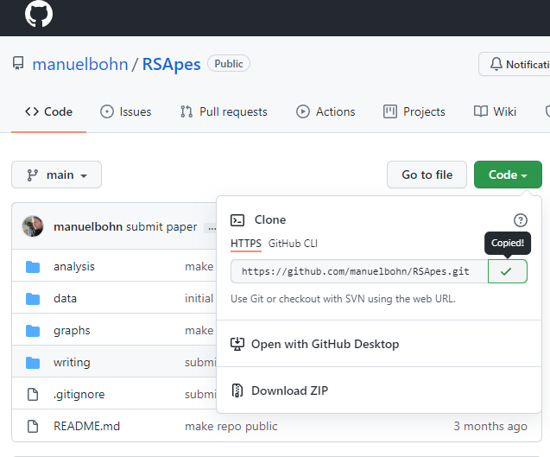 manuelbohn / RSApes Public
Notificati
Code Issues Pull requests Actions Projects Wiki
main Go to file Code
manuelbohn submit paper ...
Clone
HTTPS GitHub CLI
Copied!
analysis make
https://github.com/manuelbohn/RSApes.git
data initial
Use Git or checkout with SVN using the web URL.
graphs make
Open with GitHub Desktop
writing submi
.gitignore submi
Download ZIP
README.md make repo public 3 months ago